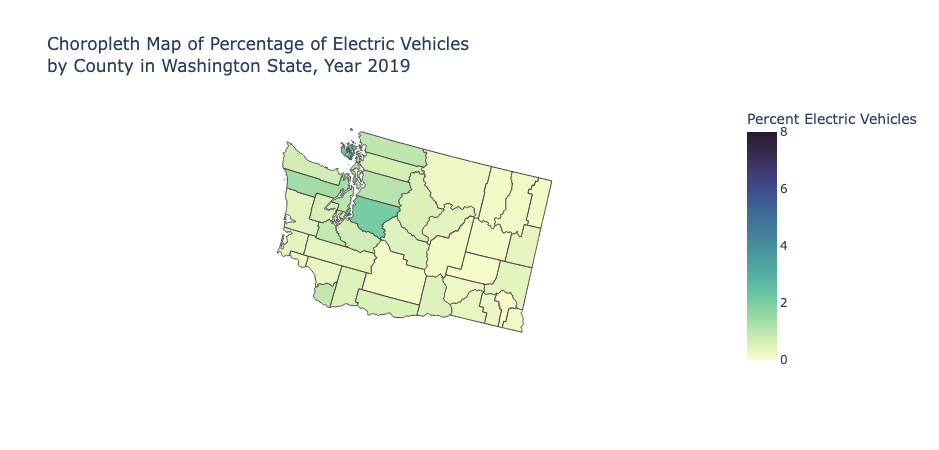 Choropleth Map of Percentage of Electric Vehicles
by County in Washington State, Year 2019
Percent Electric Vehicles
8
6
4
2
0